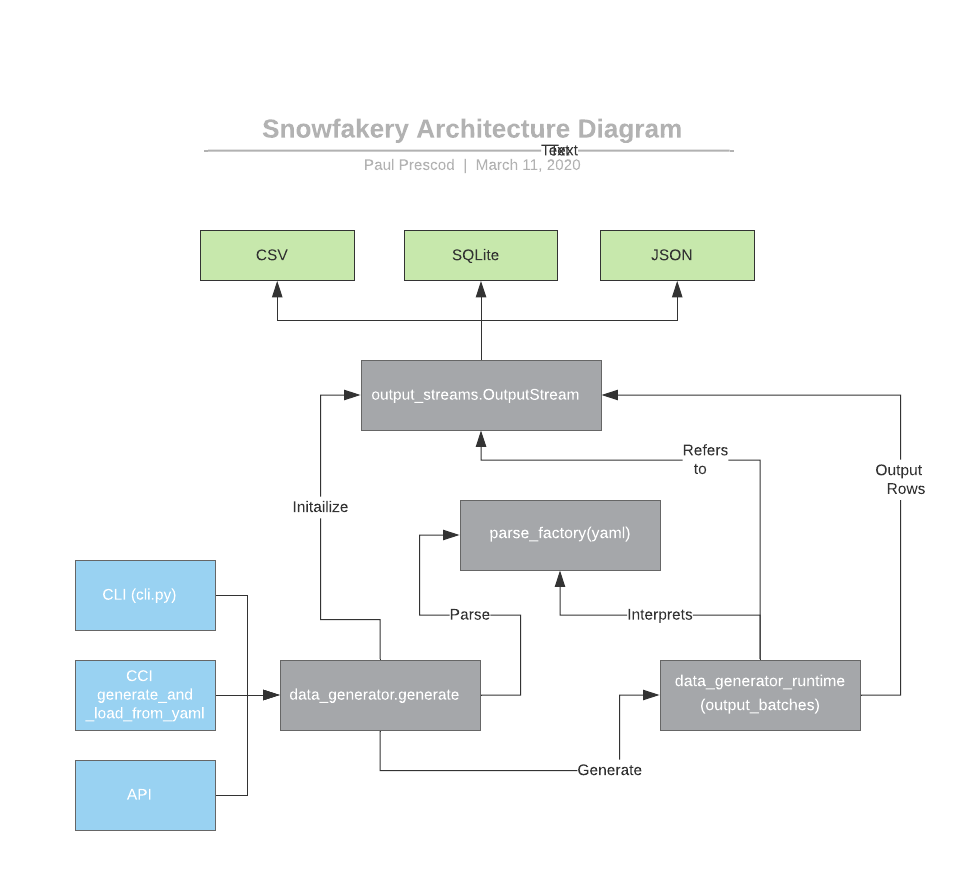 Snowfakery Architecture Diagram
Text
Text
Paul Prescod | March 11, 2020
CSV
SQLite
JSON
output_streams.OutputStream
Refers
to
Output
Rows
Initailize
parse_factory(yaml)
CLI (cli.py)
Parse
Interprets
CCI
generate_and
_load_from_yaml
data_generator.generate
data_generator_runtime
(output_batches)
Generate
API